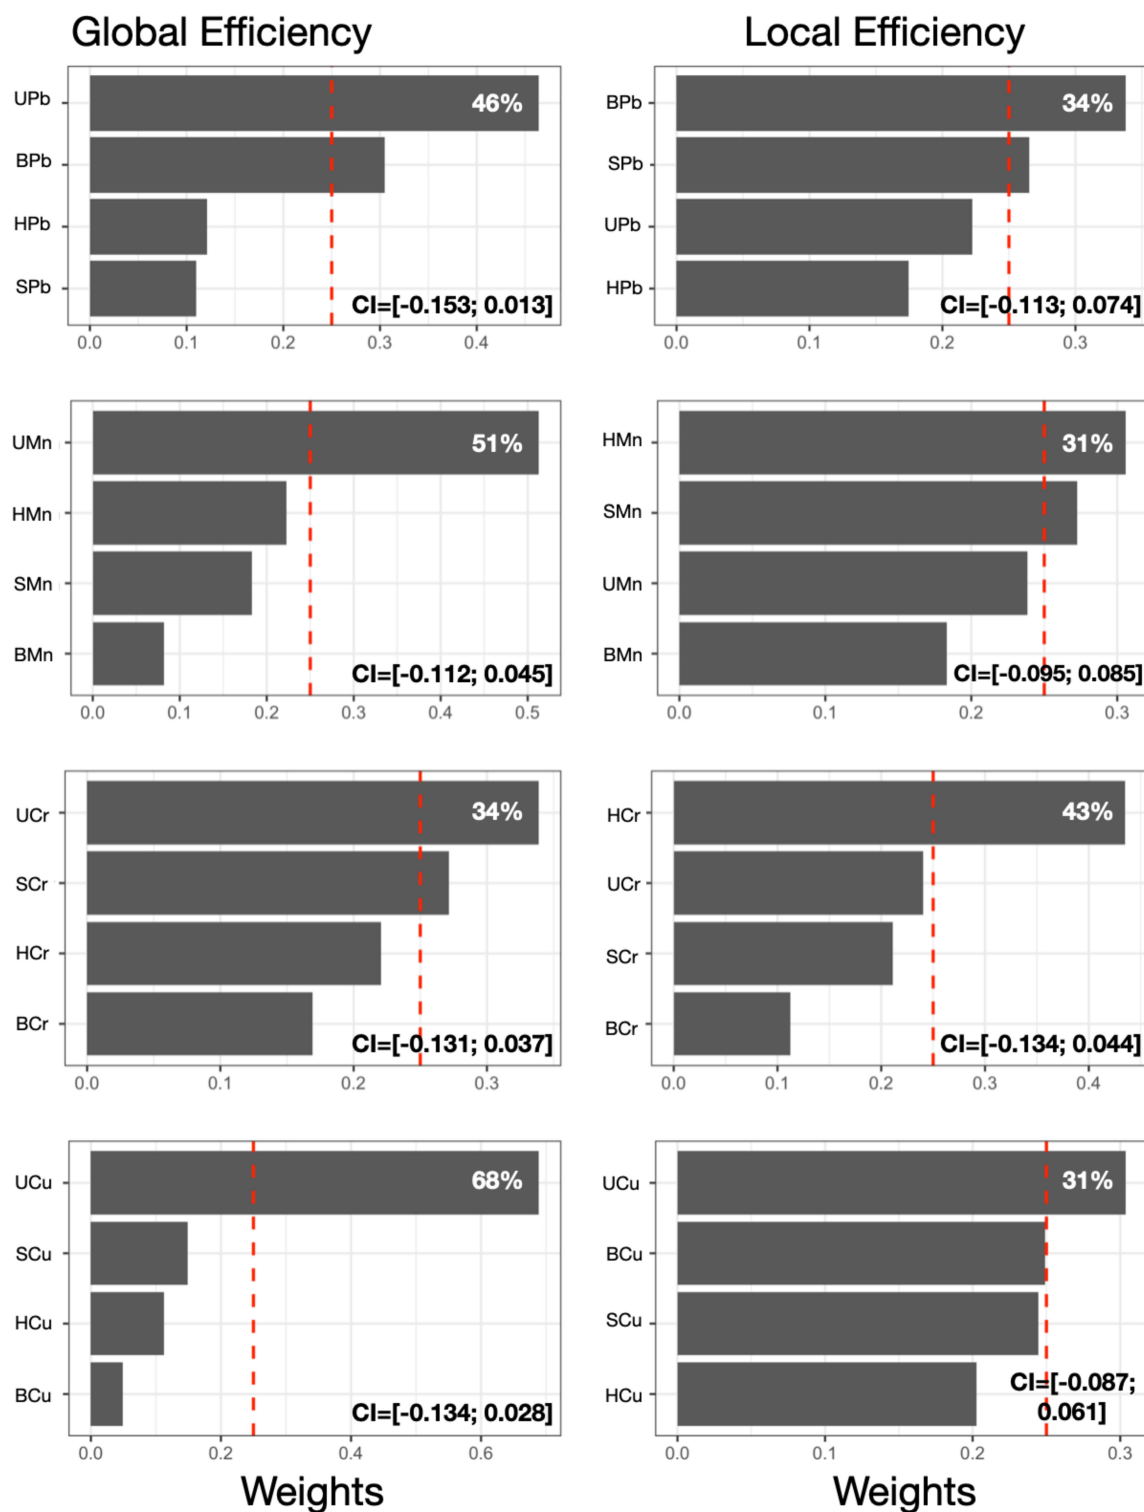 Global Efficiency
UPb
46%
BPb
HPb
SPb
CI=[-0.153; 0.013]
0.0 0.1 0.2 0.3 0.4
Local Efficiency
BPb
34%
SPb
UPb
HPb
CI=[-0.113; 0.074]
0.0 0.1 0.2 0.3
UMn
51%
HMn
SMn
BMn
CI=[-0.112; 0.045]
0.0 0.1 0.2 0.3 0.4 0.5
HMn
31%
SMn
UMn
BMn
CI=[-0.095; 0.085]
0.0 0.1 0.2 0.3
UCr
34%
SCr
HCr
BCr
CI=[-0.131; 0.037]
0.0 0.1 0.2 0.3
HCr
43%
UCr
SCr
BCr
CI=[-0.134; 0.044]
0.0 0.1 0.2 0.3 0.4
UCu
68%
SCu
HCu
BCu
CI=[-0.134; 0.028]
0.0 0.2 0.4 0.6
Weights
UCu
31%
BCu
SCu
HCu
CI=[-0.087;
0.061]
0.0 0.1 0.2 0.3
Weights